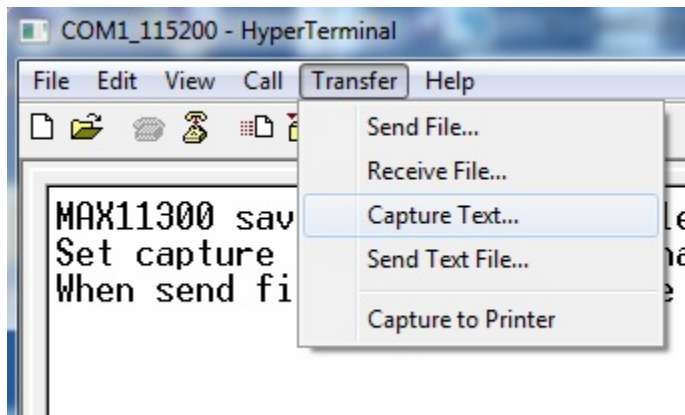 COM1_115200 - HyperTerminal
File Edit View Call Transfer Help
Send File...
Receive File...
Capture Text...
Send Text File...
Capture to Printer
MAX11300 sav
Set capture
When send fi